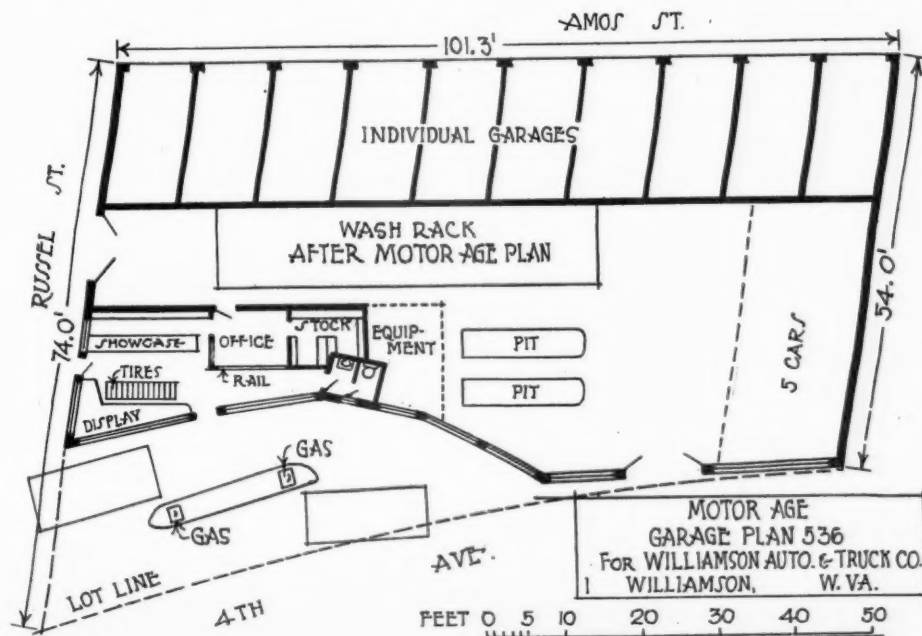 AMOS ST.
101.3'
INDIVIDUAL GARAGES
RUSSEL ST.
74.0'
54.0'
WASH RACK
AFTER MOTOR AGE PLAN
SHOWCASE
OFFICE
STOCK
EQUIP-
MENT
PIT
PIT
5 CARS
TIRES
RAIL
DISPLAY
GAS
GAS
LOT LINE
4TH AVE.
MOTOR AGE
GARAGE PLAN 536
FOR WILLIAMSON AUTO. & TRUCK CO.
WILLIAMSON, W. VA.
FEET 0 5 10 20 30 40 50